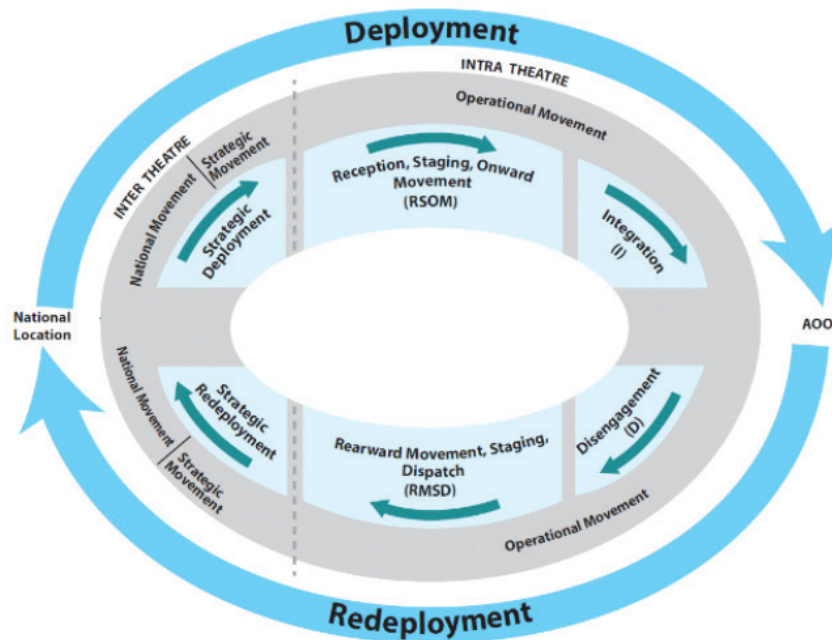 Deployment
INTRA THEATRE
Operational Movement
INTER THEATRE
National Movement
Strategic
Movement
Strategic
Deployment
Reception, Staging, Onward
Movement
(RSOM)
Integration
(I)
National
Location
AOO
National Movement
Strategic
Movement
Strategic
Redeployment
Rearward Movement, Staging,
Dispatch
(RMSD)
Disengagement
(D)
Operational Movement
Redeployment